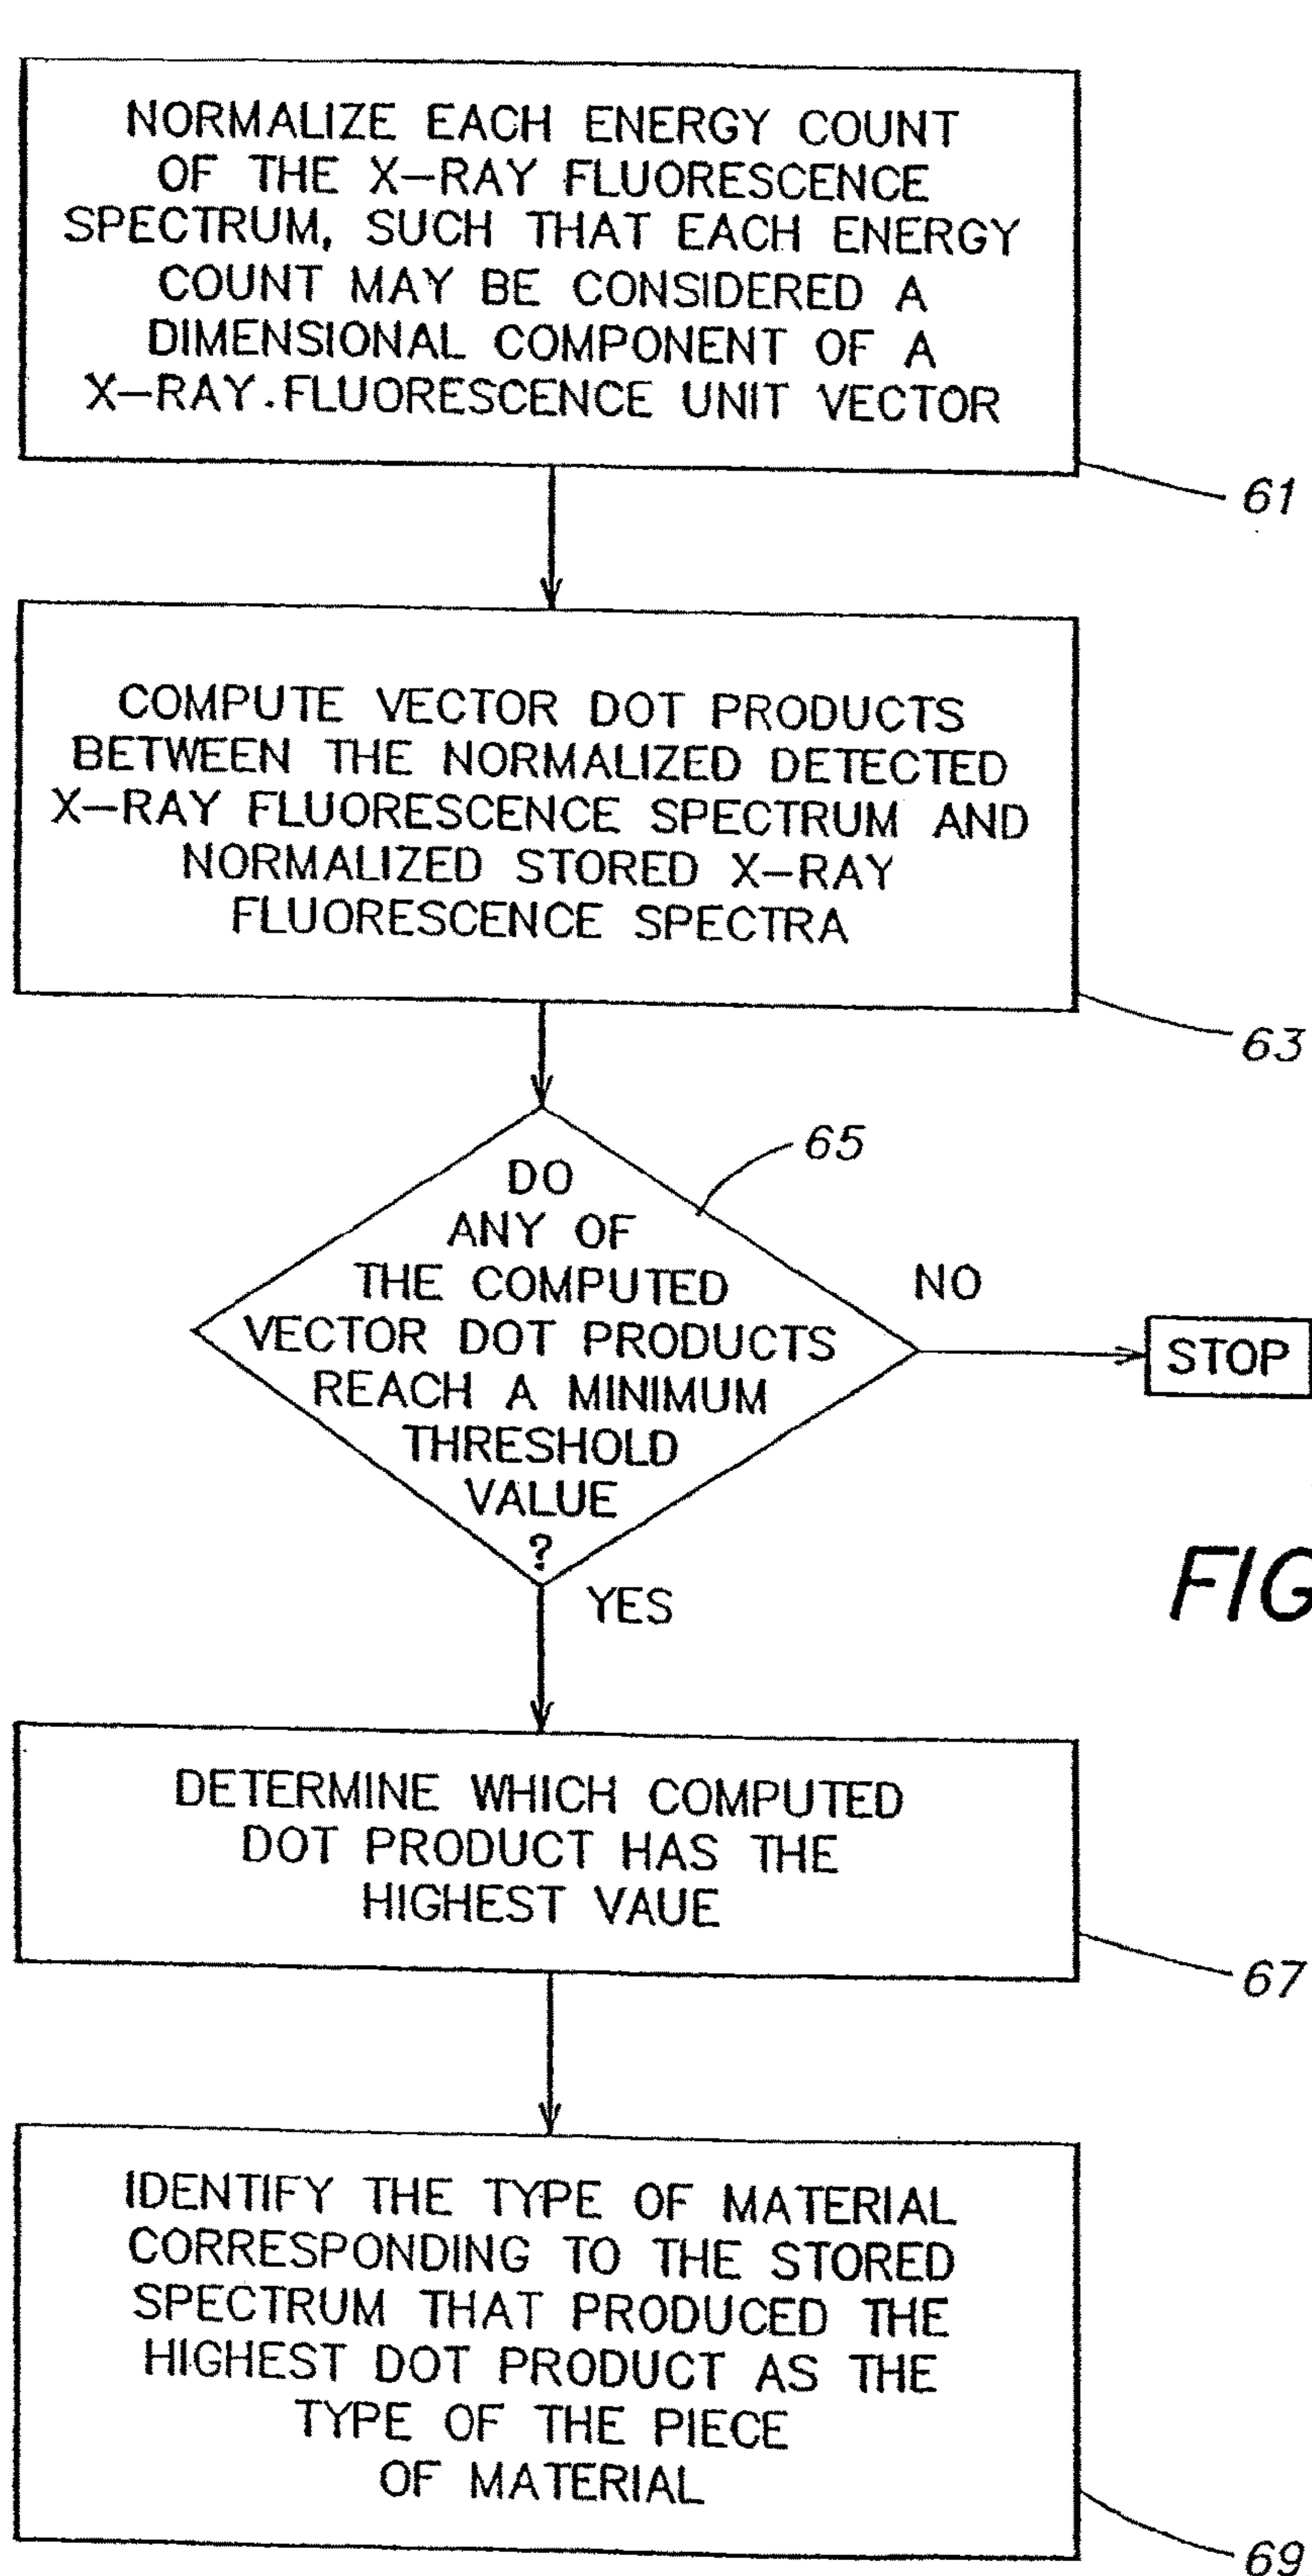 NORMALIZE EACH ENERGY COUNT
OF THE X-RAY FLUORESCENCE
SPECTRUM, SUCH THAT EACH ENERGY
COUNT MAY BE CONSIDERED A
DIMENSIONAL COMPONENT OF A
X-RAY.FLUORESCENCE UNIT VECTOR
61
COMPUTE VECTOR DOT PRODUCTS
BETWEEN THE NORMALIZED DETECTED
X-RAY FLUORESCENCE SPECTRUM AND
NORMALIZED STORED X-RAY
FLUORESCENCE SPECTRA
63
65
DO
ANY OF
THE COMPUTED
VECTOR DOT PRODUCTS
REACH A MINIMUM
THRESHOLD
VALUE
?
NO
STOP
FIG
YES
DETERMINE WHICH COMPUTED
DOT PRODUCT HAS THE
HIGHEST VAUE
67
IDENTIFY THE TYPE OF MATERIAL
CORRESPONDING TO THE STORED
SPECTRUM THAT PRODUCED THE
HIGHEST DOT PRODUCT AS THE
TYPE OF THE PIECE
OF MATERIAL
69